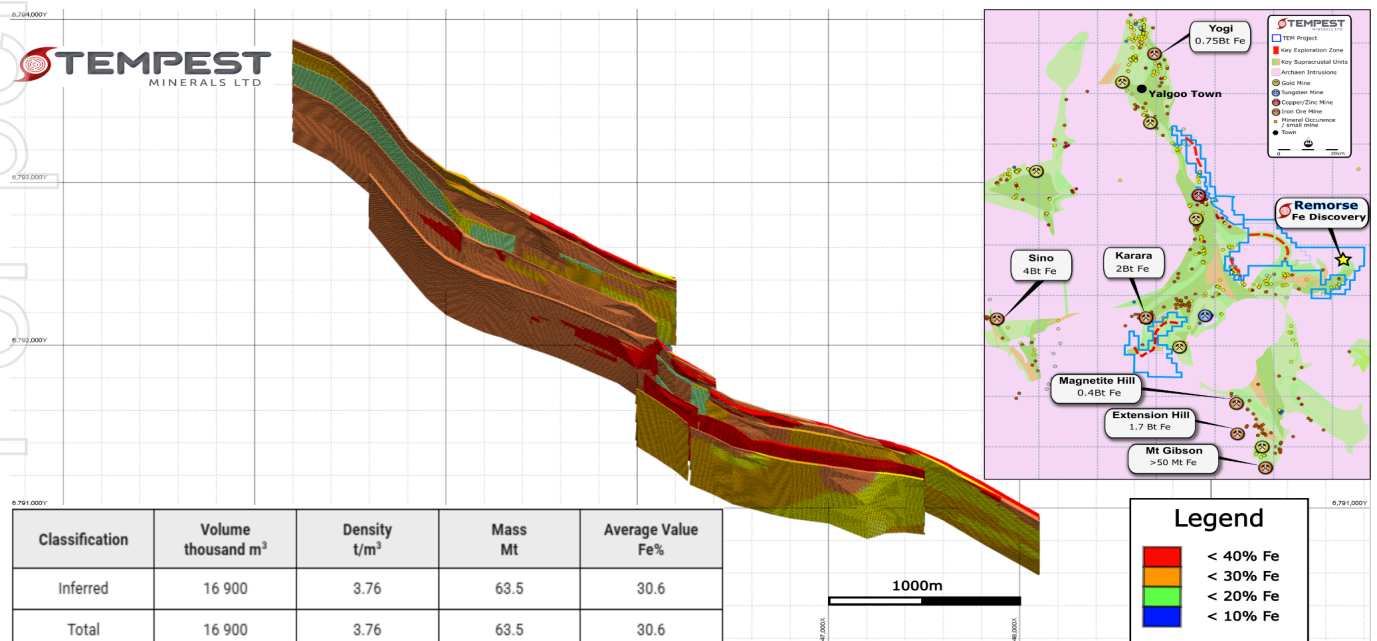 6,794,000Y
TEMPEST
MINERALS LTD
6,793,000Y
6,792,000Y
6,791,000Y
Yogi
0.75Bt Fe
Yalgoo Town
TEMPEST
MINERALS LTD
TEM Project
Key Exploration Zone
Key Supracrustal Units
Archaen Intrusions
Gold Mine
Tungsten Mine
Copper/Zinc Mine
Iron Ore Mine
Mineral Occurence
/ small mine
Town
0 20km
Remorse
Fe Discovery
Sino
4Bt Fe
Karara
2Bt Fe
Magnetite Hill
0.4Bt Fe
Extension Hill
1.7 Bt Fe
Mt Gibson
>50 Mt Fe
6,791,000Y
Classification Volume thousand m³ Density t/m³ Mass Mt Average Value Fe%
Inferred 16 900 3.76 63.5 30.6
Total 16 900 3.76 63.5 30.6
1000m
Legend
< 40% Fe
< 30% Fe
< 20% Fe
< 10% Fe